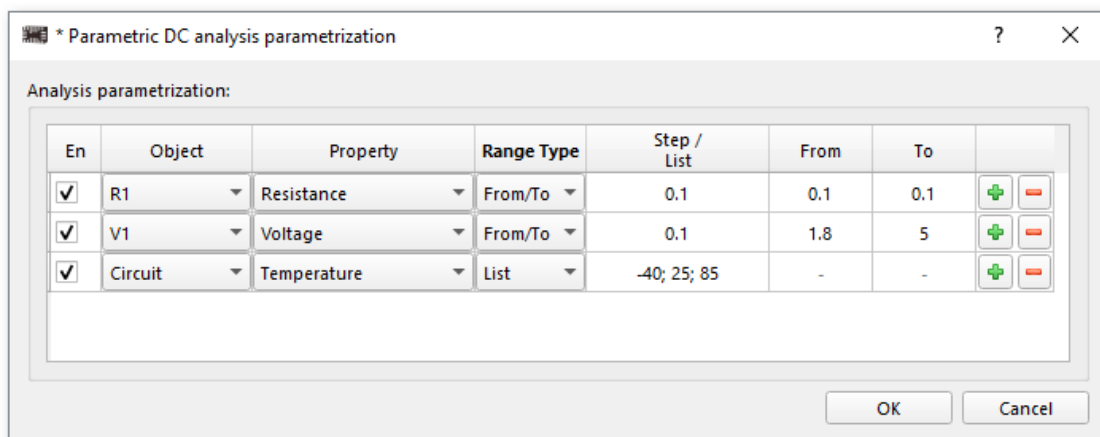 * Parametric DC analysis parametrization ?
Analysis parametrization:
En Object Property Range Type Step / List From To
R1 Resistance From/To 0.1 0.1 0.1
V1 Voltage From/To 0.1 1.8 5
Circuit Temperature List -40; 25; 85 - -
OK Cancel